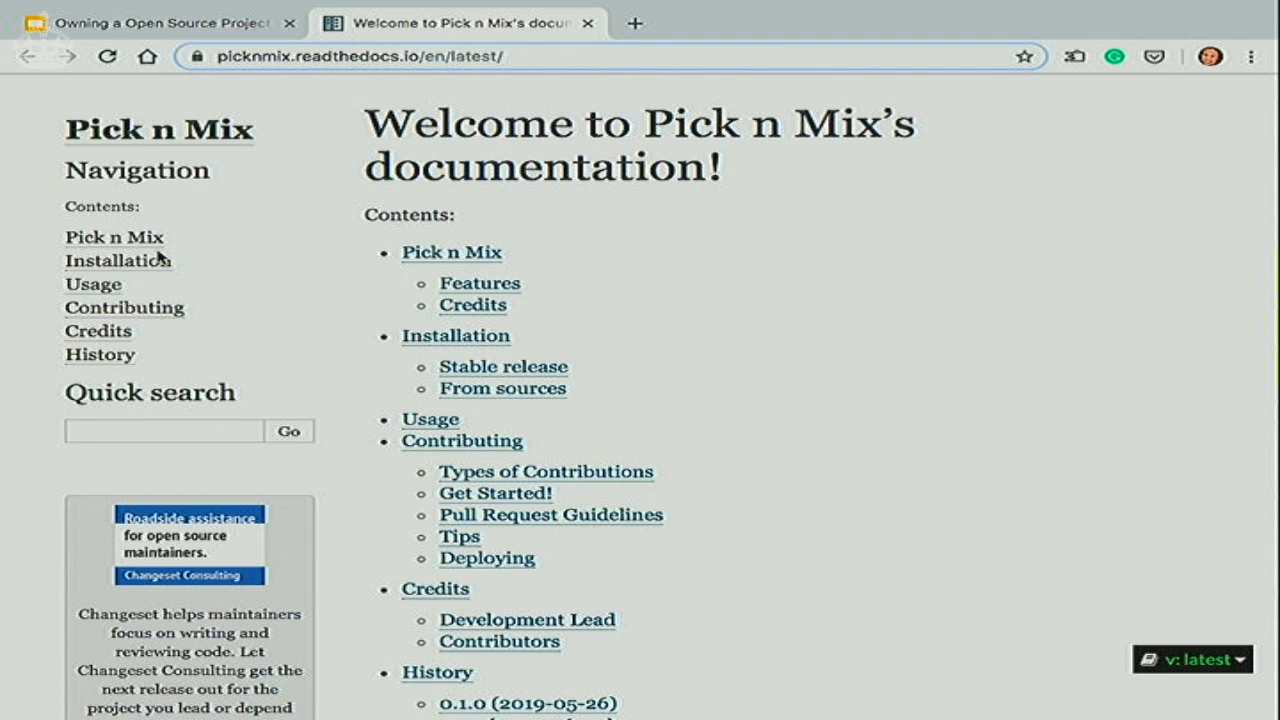 Owning a Open Source Project
Welcome to Pick n Mix's docu
picknmix.readthedocs.io/en/latest/
Pick n Mix
Navigation
Contents:
Pick n Mix
Installation
Usage
Contributing
Credits
History
Quick search
Go
Roadside assistance
for open source
maintainers.
Changeset Consulting
Changeset helps maintainers
focus on writing and
reviewing code. Let
Changeset Consulting get the
next release out for the
project you lead or depend
Welcome to Pick n Mix's
documentation!
Contents:
• Pick n Mix
◦ Features
◦ Credits
• Installation
◦ Stable release
◦ From sources
• Usage
• Contributing
◦ Types of Contributions
◦ Get Started!
◦ Pull Request Guidelines
◦ Tips
◦ Deploying
• Credits
◦ Development Lead
◦ Contributors
• History
◦ 0.1.0 (2019-05-26)
v: latest